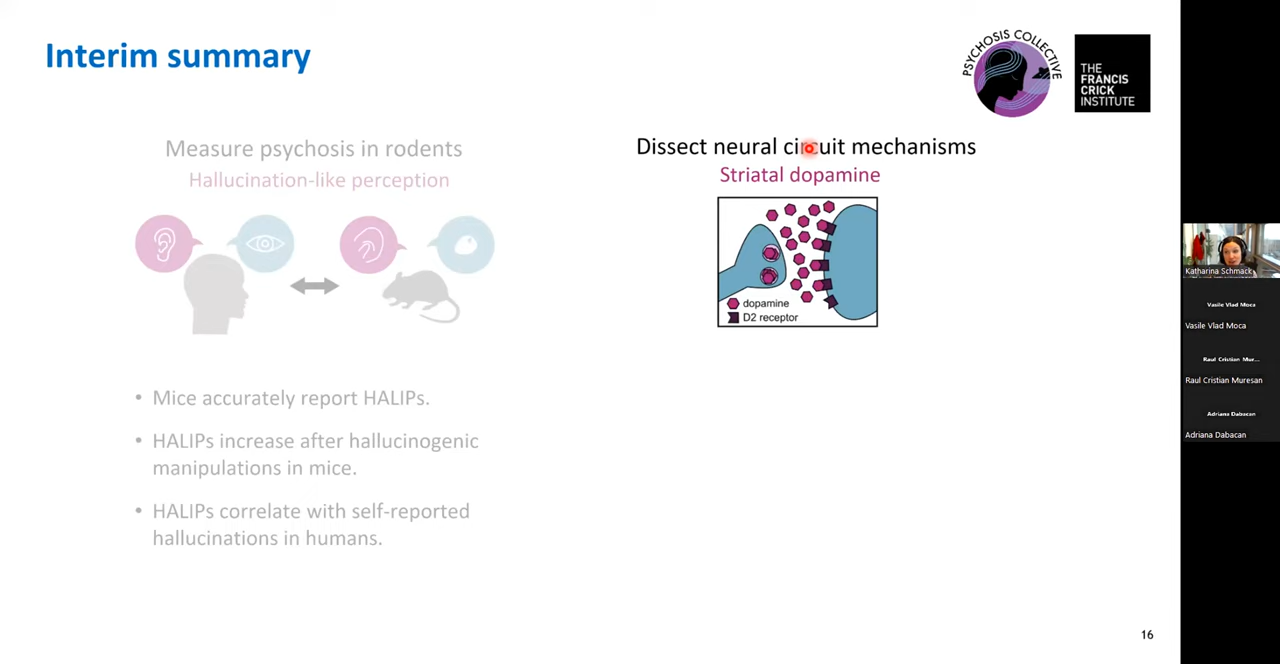 Interim summary
PSYCHOSIS COLLECTIVE
THE
FRANCIS
CRICK
INSTITUTE
Measure psychosis in rodents
Hallucination-like perception
Dissect neural circuit mechanisms
Striatal dopamine
dopamine
D2 receptor
• Mice accurately report HALIPs.
• HALIPs increase after hallucinogenic
manipulations in mice.
• HALIPs correlate with self-reported
hallucinations in humans.
16
Katharina Schmack
Vasile Vlad Moca
Vasile Vlad Moca
Raul Cristian Mur...
Raul Cristian Muresan
Adriana Dabacan
Adriana Dabacan